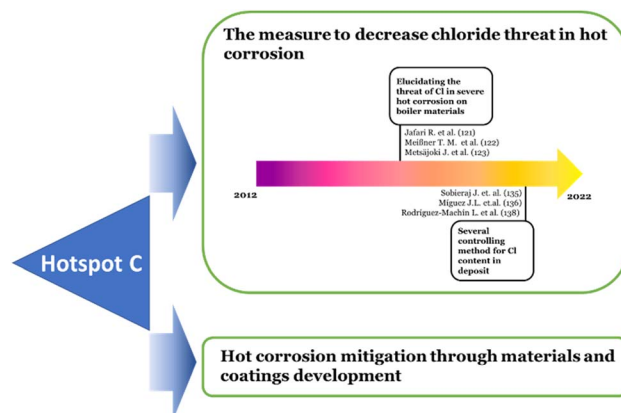 The measure to decrease chloride threat in hot
corrosion
Elucidating the
threat of Cl in severe
hot corrosion on
boiler materials
Jafari R. et al. (121)
Meißner T. M. et al. (122)
Metsäjoki J. et al. (123)
2012
2022
Sobieraj J. et. al (135)
Míguez J.L. et.al. (136)
Rodriguez-Machin L. et al. (138)
Several
controlling
method for Cl
content in
deposit
Hotspot C
Hot corrosion mitigation through materials and
coatings development